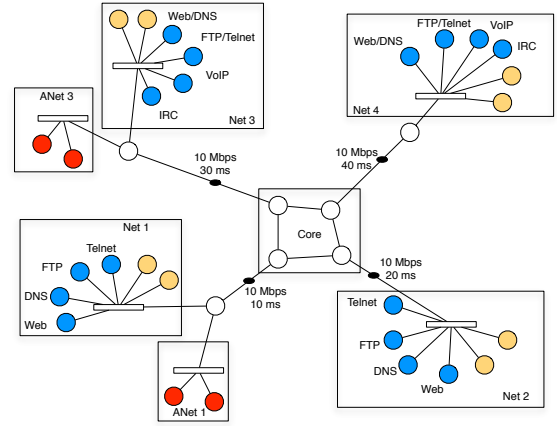 Web/DNS
FTP/Telnet
VoIP
IRC
Net 3
FTP/Telnet
VoIP
Web/DNS
IRC
Net 4
ANet 3
10 Mbps
30 ms
10 Mbps
40 ms
Core
Net 1
Telnet
FTP
DNS
Web
10 Mbps
10 ms
10 Mbps
20 ms
Telnet
FTP
DNS
Web
Net 2
ANet 1